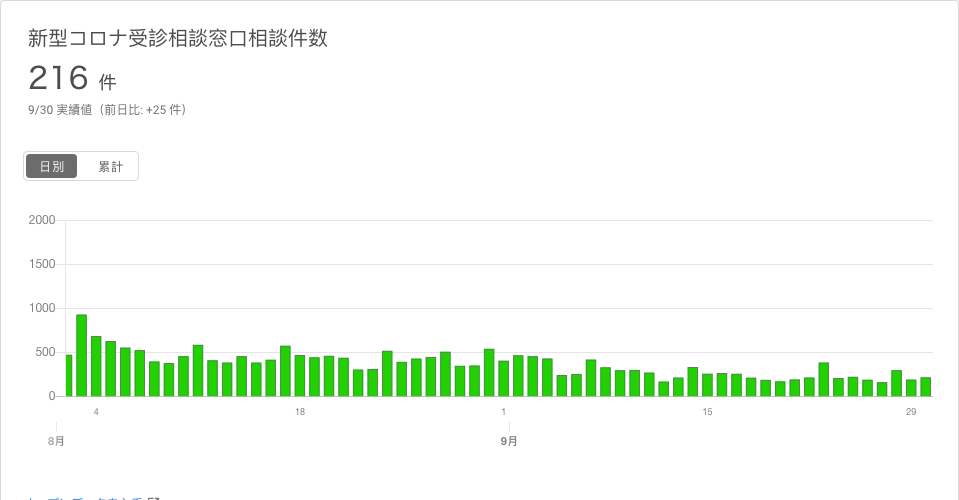 新型コロナ受診相談窓口相談件数
216 件
9/30 実績値（前日比: +25 件）
日別 累計
2000
1500
1000
500
0
4 18 1 15 29
8月 9月